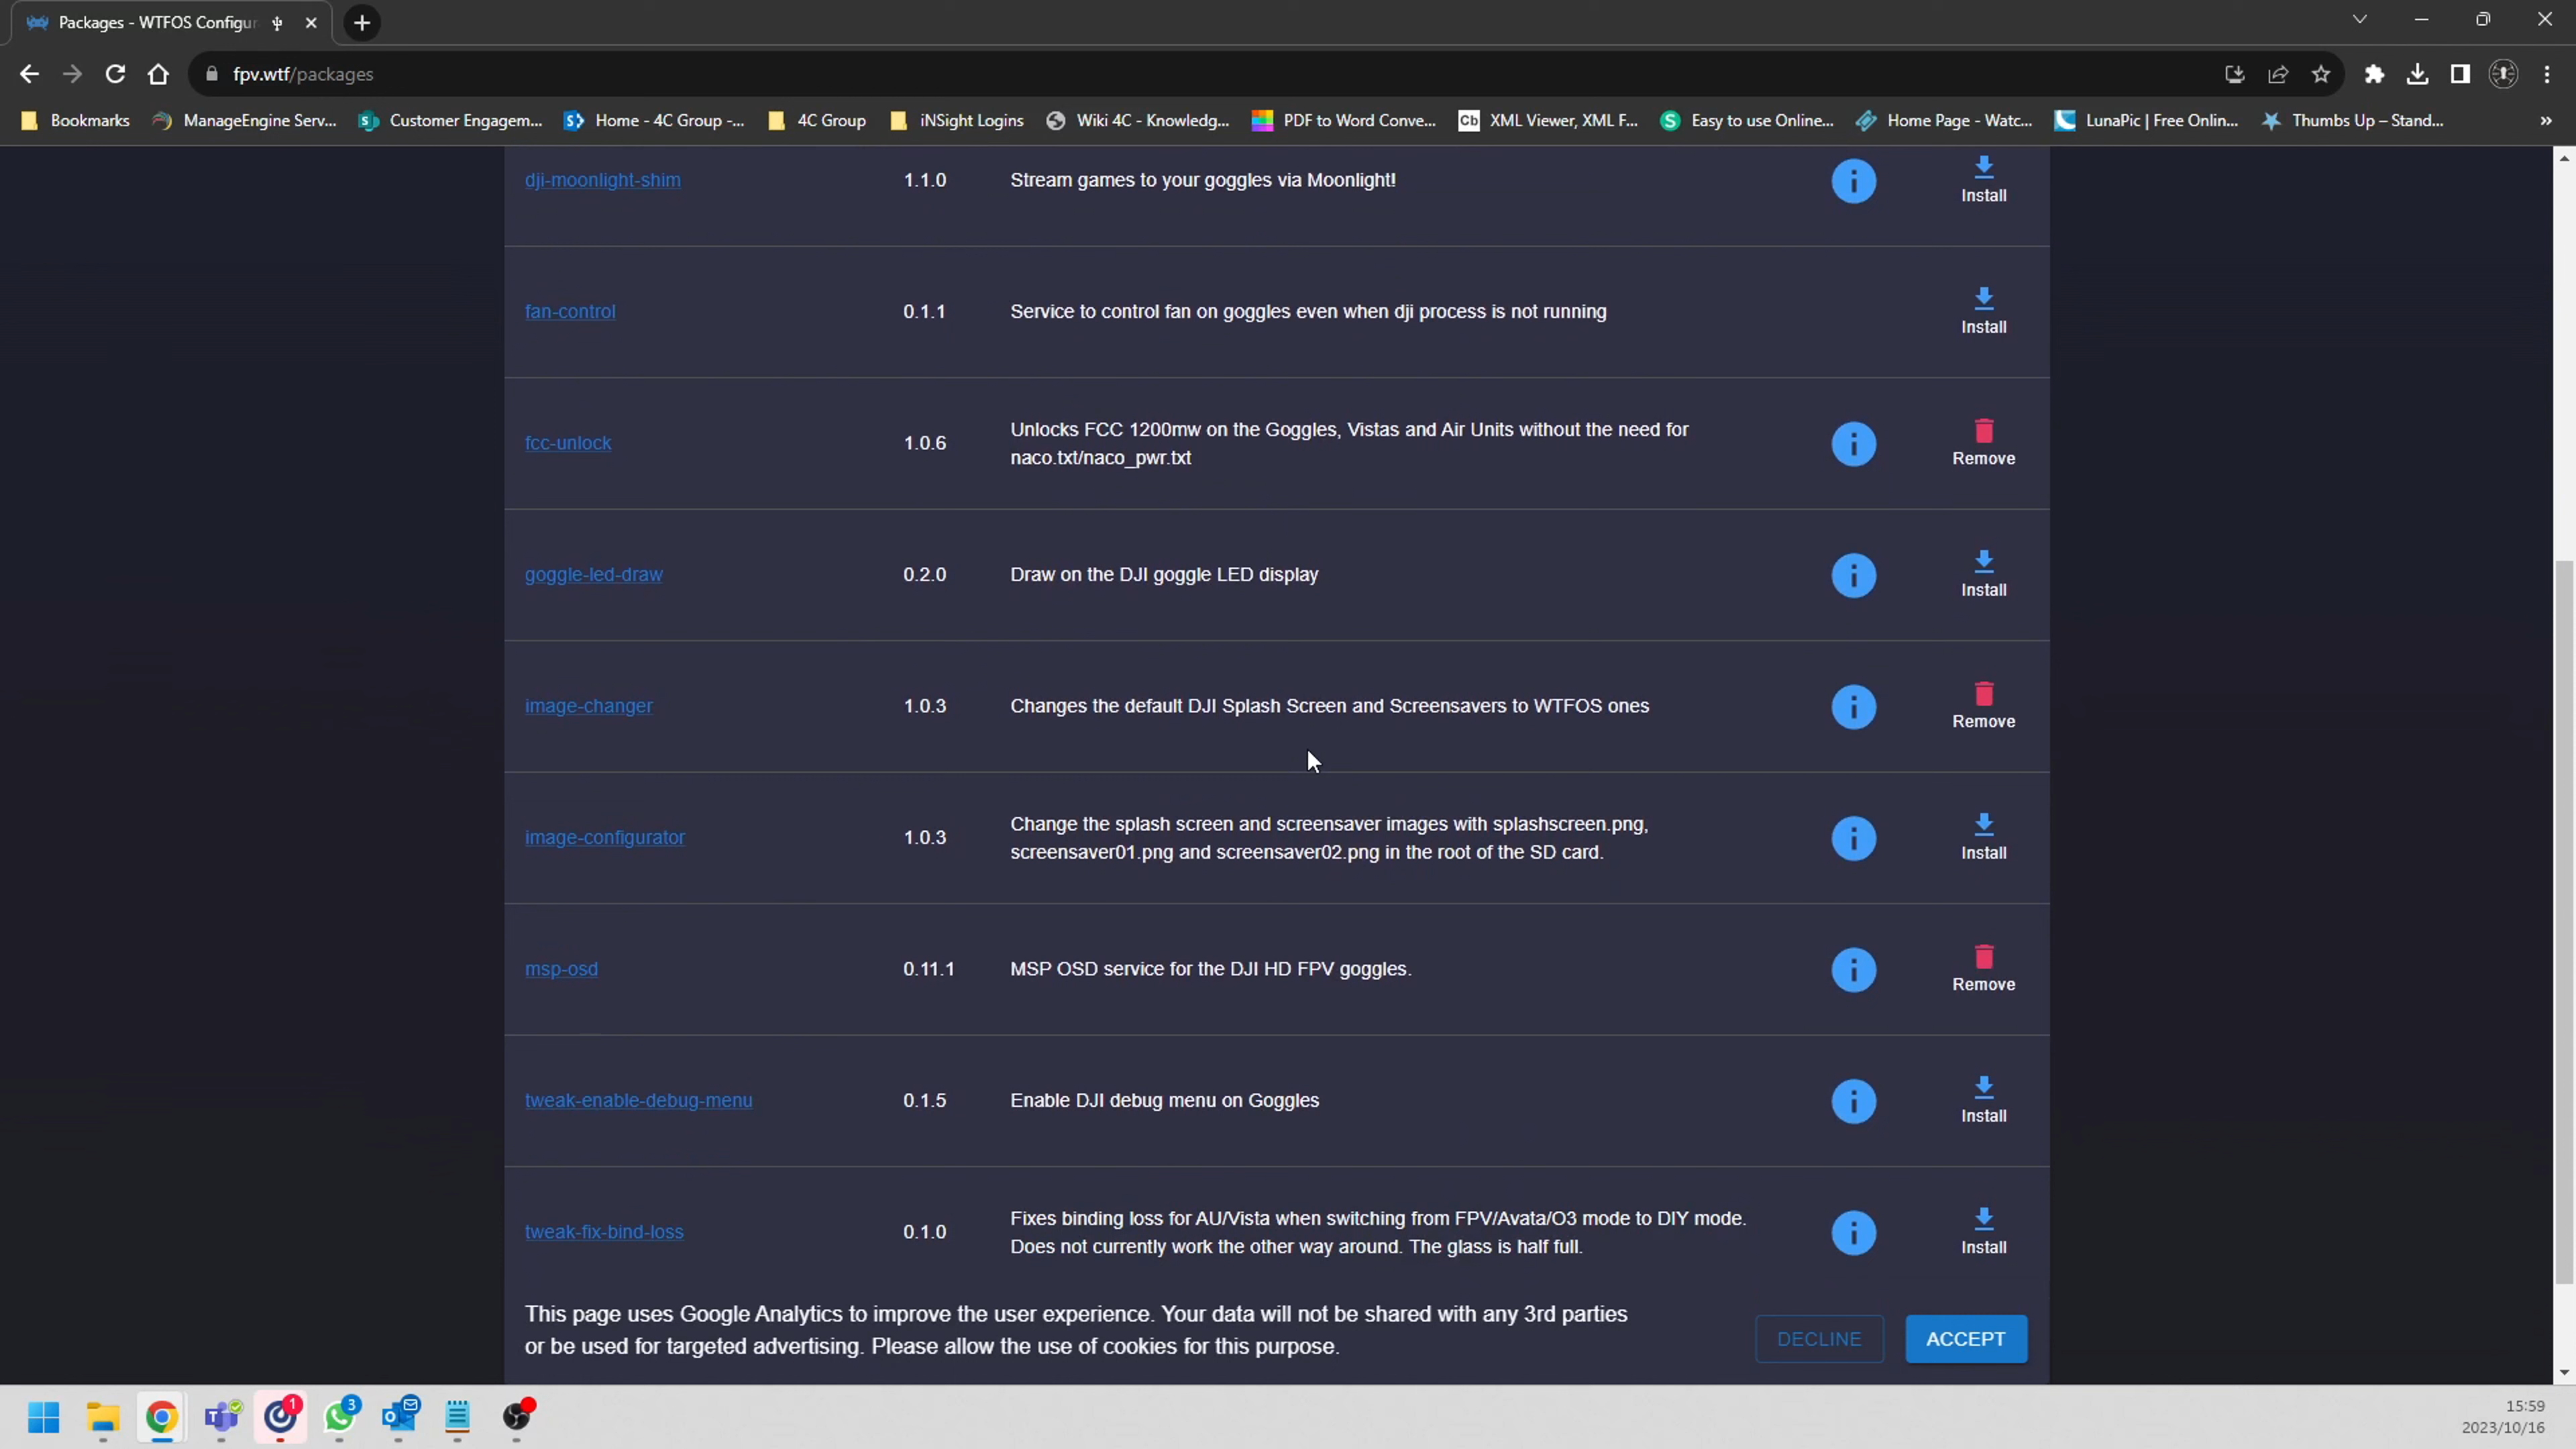 Packages - WTFOS Configur
fpv.wtf/packages
Bookmarks ManageEngine Serv... Customer Engagem... Home - 4C Group -... 4C Group iNSight Logins Wiki 4C - Knowledg... PDF to Word Conve... XML Viewer, XML F... Easy to use Online... Home Page - Watc... LunaPic | Free Onlin... Thumbs Up – Stand... »
dji-moonlight-shim 1.1.0 Stream games to your goggles via Moonlight! Install
fan-control 0.1.1 Service to control fan on goggles even when dji process is not running Install
fcc-unlock 1.0.6 Unlocks FCC 1200mw on the Goggles, Vistas and Air Units without the need for
naco.txt/naco_pwr.txt Remove
goggle-led-draw 0.2.0 Draw on the DJI goggle LED display Install
image-changer 1.0.3 Changes the default DJI Splash Screen and Screensavers to WTFOS ones Remove
image-configurator 1.0.3 Change the splash screen and screensaver images with splashscreen.png,
screensaver01.png and screensaver02.png in the root of the SD card. Install
msp-osd 0.11.1 MSP OSD service for the DJI HD FPV goggles. Remove
tweak-enable-debug-menu 0.1.5 Enable DJI debug menu on Goggles Install
tweak-fix-bind-loss 0.1.0 Fixes binding loss for AU/Vista when switching from FPV/Avata/O3 mode to DIY mode.
Does not currently work the other way around. The glass is half full. Install
This page uses Google Analytics to improve the user experience. Your data will not be shared with any 3rd parties
or be used for targeted advertising. Please allow the use of cookies for this purpose. DECLINE ACCEPT
1 3
15:59
2023/10/16